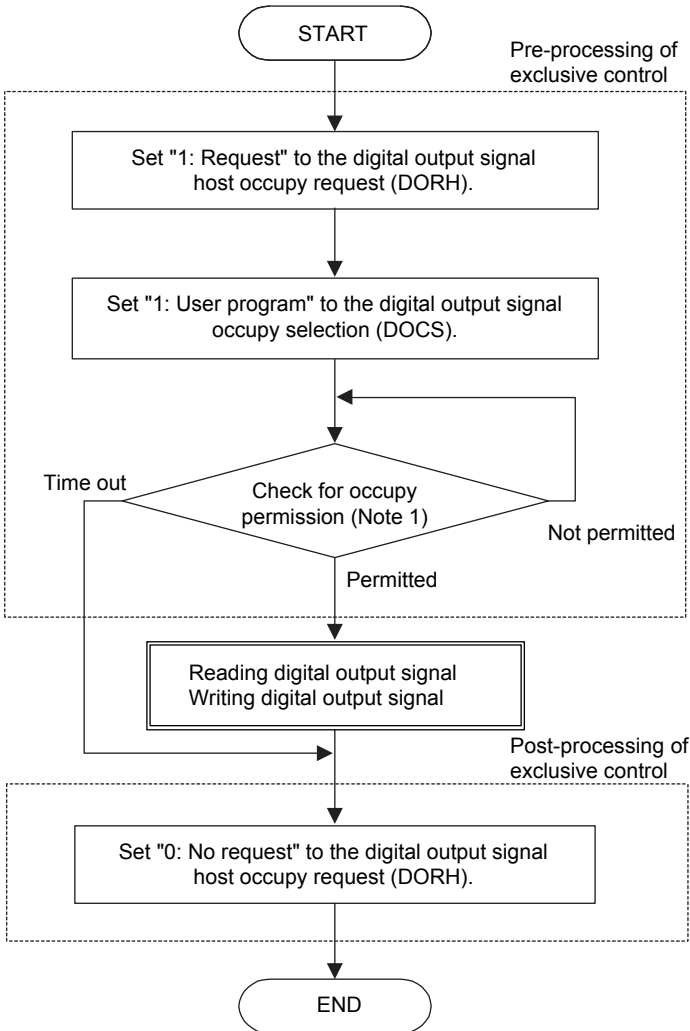 START
Pre-processing of
exclusive control
Set "1: Request" to the digital output signal
host occupy request (DORH).
Set "1: User program" to the digital output signal
occupy selection (DOCS).
Time out
Check for occupy
permission (Note 1)
Not permitted
Permitted
Reading digital output signal
Writing digital output signal
Post-processing of
exclusive control
Set "0: No request" to the digital output signal
host occupy request (DORH).
END